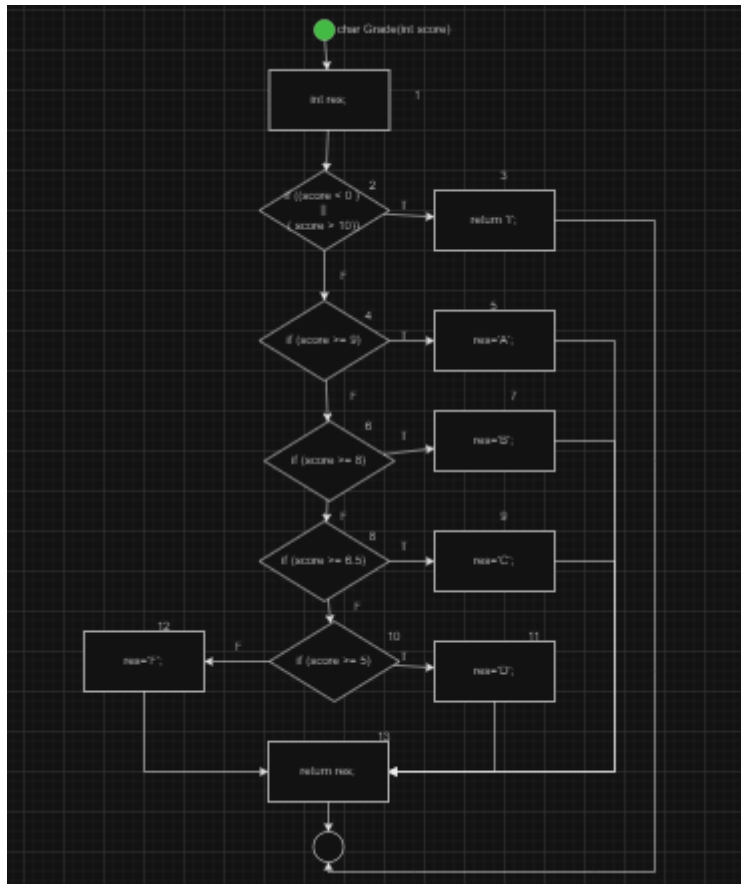 char Grade(int score)
int res;
1
2
if ((score < 0 )
||
( score > 10))
T
3
return 'I';
F
4
if (score >= 9)
T
5
res='A';
F
6
if (score >= 8)
T
7
res='B';
F
8
if (score >= 6.5)
T
9
res='C';
F
10
if (score >= 5)
T
11
res='D';
F
12
res='F';
13
return res;